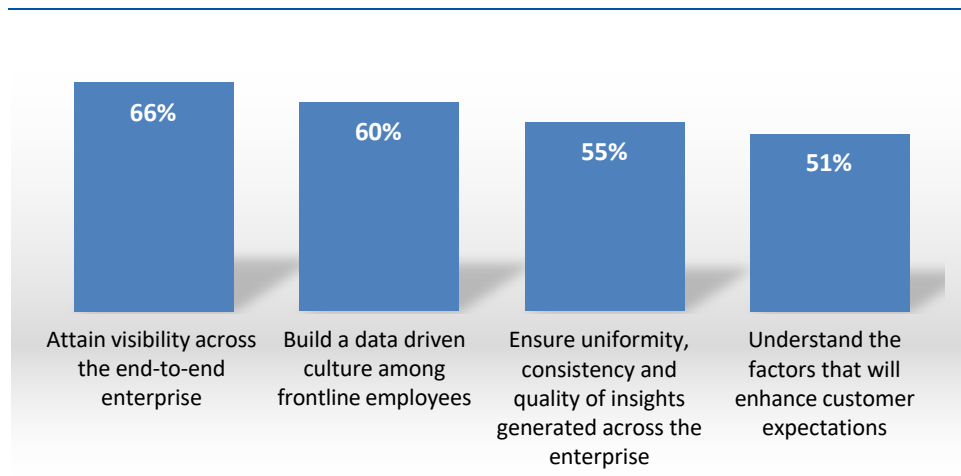 66%
60%
55%
51%
Attain visibility across
the end-to-end
enterprise
Build a data driven
culture among
frontline employees
Ensure uniformity,
consistency and
quality of insights
generated across the
enterprise
Understand the
factors that will
enhance customer
expectations